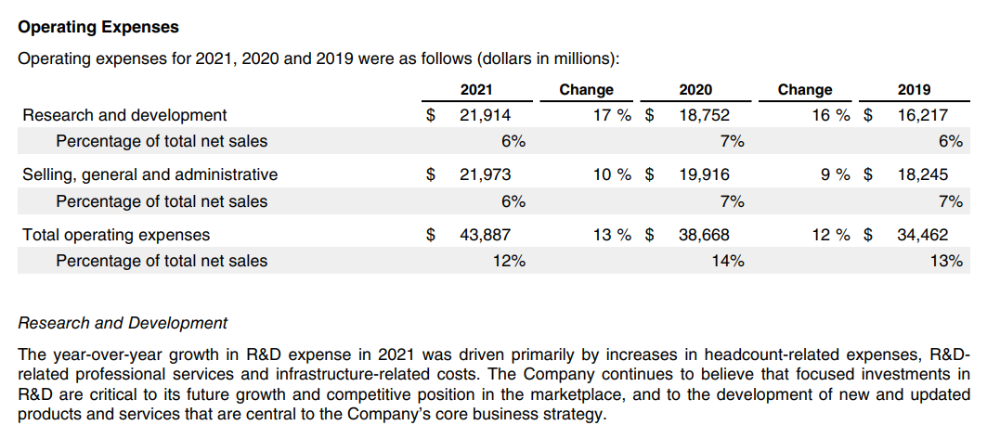 Operating Expenses
Operating expenses for 2021, 2020 and 2019 were as follows (dollars in millions):
2021 Change 2020 Change 2019
Research and development $ 21,914 17 % $ 18,752 16 % $ 16,217
Percentage of total net sales 6% 7% 6%
Selling, general and administrative $ 21,973 10 % $ 19,916 9 % $ 18,245
Percentage of total net sales 6% 7% 7%
Total operating expenses $ 43,887 13 % $ 38,668 12 % $ 34,462
Percentage of total net sales 12% 14% 13%
Research and Development
The year-over-year growth in R&D expense in 2021 was driven primarily by increases in headcount-related expenses, R&D-
related professional services and infrastructure-related costs. The Company continues to believe that focused investments in
R&D are critical to its future growth and competitive position in the marketplace, and to the development of new and updated
products and services that are central to the Company’s core business strategy.